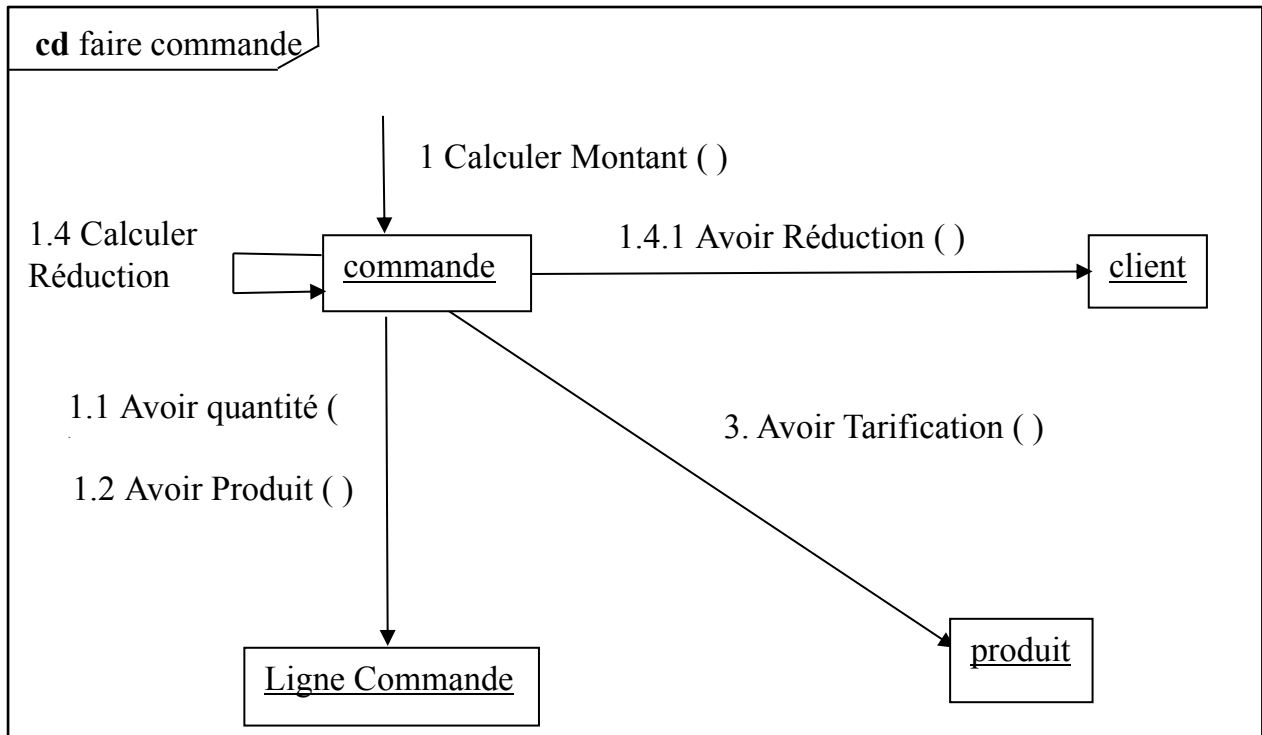 cd faire commande
1 Calculer Montant ( )
1.4 Calculer
Réduction
commande
1.4.1 Avoir Réduction ( )
client
1.1 Avoir quantité (
1.2 Avoir Produit ( )
3. Avoir Tarification ( )
Ligne Commande
produit